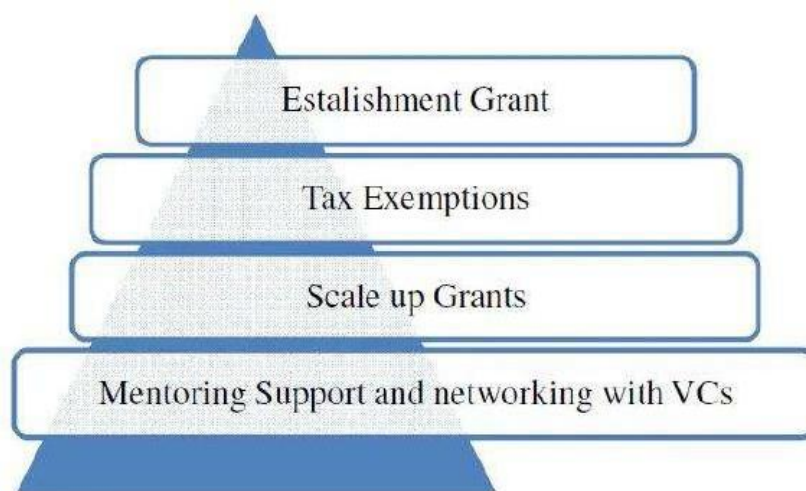 Estalishment Grant
Tax Exemptions
Scale up Grants
Mentoring Support and networking with VCs